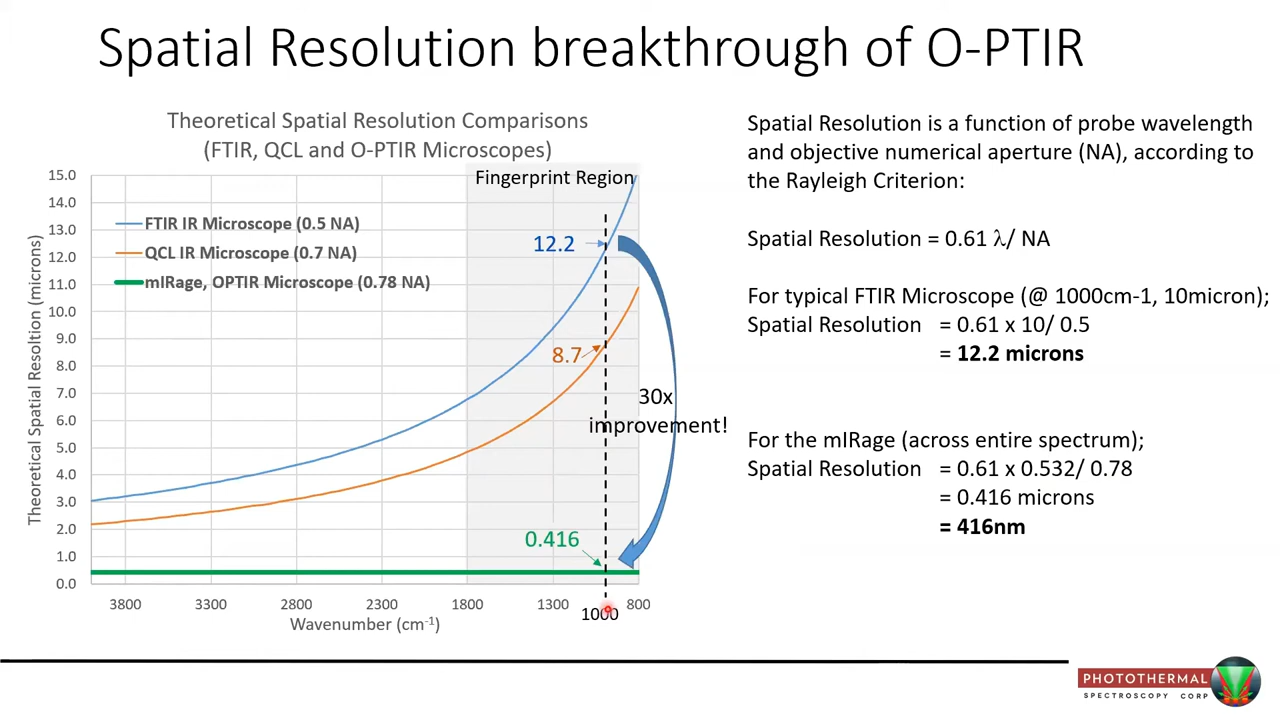 Spatial Resolution breakthrough of O-PTIR
Theoretical Spatial Resolution Comparisons
(FTIR, QCL and O-PTIR Microscopes)
Fingerprint Region
Theoretical Spatial Resoltion (microns)
15.0
14.0
13.0
12.0
11.0
10.0
9.0
8.0
7.0
6.0
5.0
4.0
3.0
2.0
1.0
0.0
FTIR IR Microscope (0.5 NA)
QCL IR Microscope (0.7 NA)
mIRage, OPTIR Microscope (0.78 NA)
12.2
8.7
0.416
30x
improvement!
3800 3300 2800 2300 1800 1300 800
1000
Wavenumber (cm-1)
Spatial Resolution is a function of probe wavelength
and objective numerical aperture (NA), according to
the Rayleigh Criterion:
Spatial Resolution = 0.61 λ/ NA
For typical FTIR Microscope (@ 1000cm-1, 10micron);
Spatial Resolution = 0.61 x 10/ 0.5
= 12.2 microns
For the mIRage (across entire spectrum);
Spatial Resolution = 0.61 x 0.532/ 0.78
= 0.416 microns
= 416nm
PHOTOTHERMAL
SPECTROSCOPY CORP